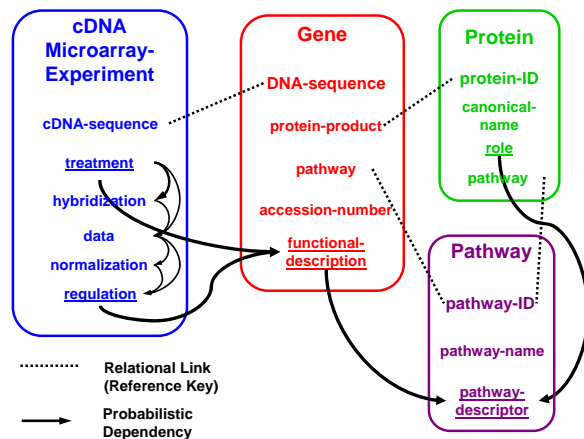 cDNA
Microarray-
Experiment
cDNA-sequence
treatment
hybridization
data
normalization
regulation
Gene
DNA-sequence
protein-product
pathway
accession-number
functional-
description
Protein
protein-ID
canonical-
name
role
pathway
Pathway
pathway-ID
pathway-name
pathway-
descriptor
Relational Link
(Reference Key)
Probabilistic
Dependency